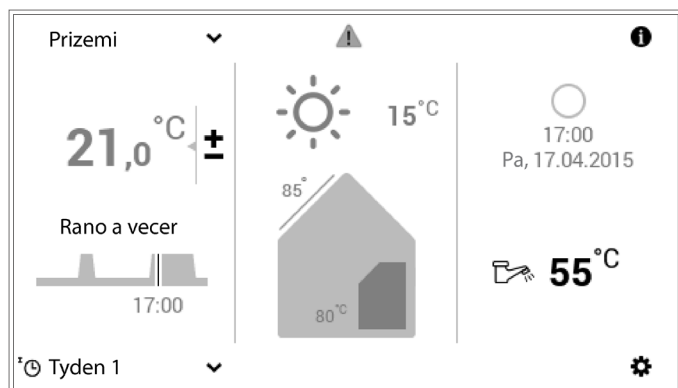 Prizemi
21,0 °C ±
Rano a vecer
17:00
ᴵ Tyden 1
15°C
85°
80°C
17:00
Pa, 17.04.2015
55°C